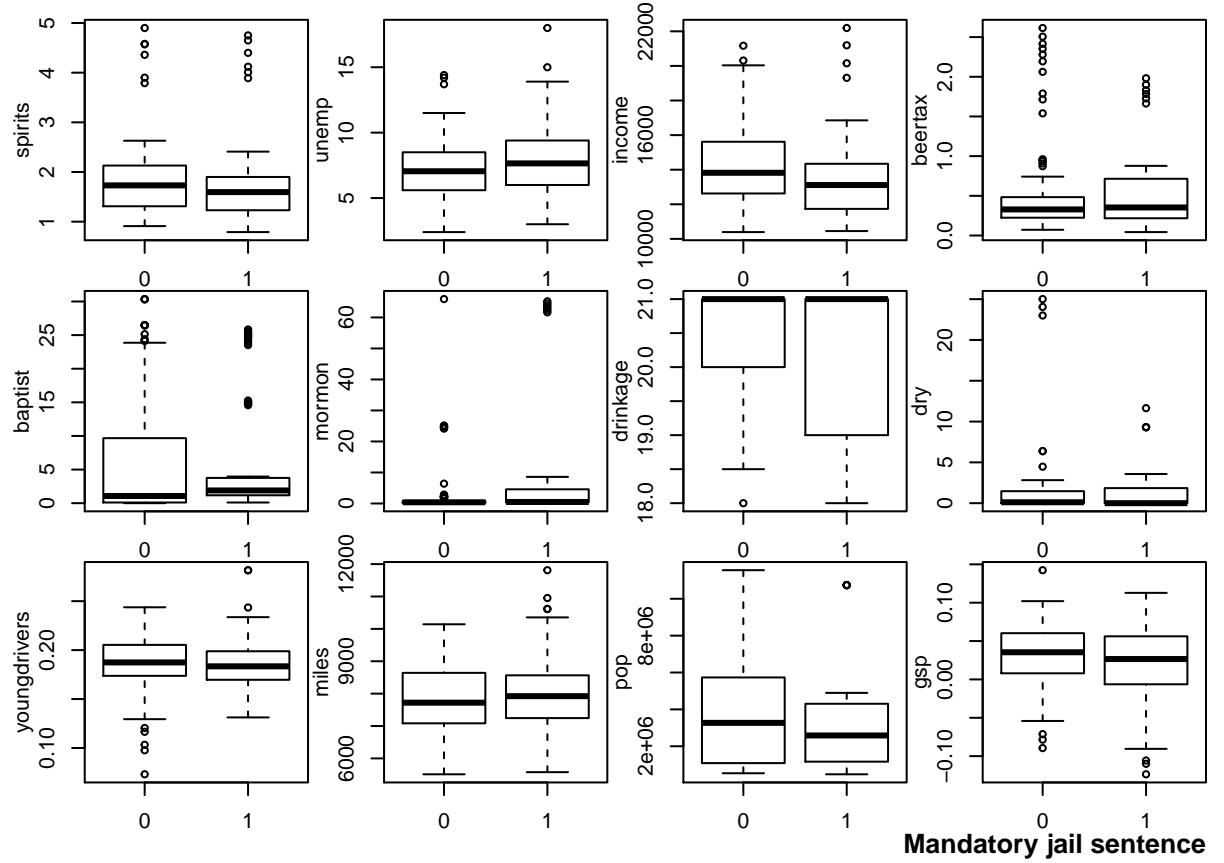 spirits
1 2 3 4 5
0 1
unemp
5 10 15
0 1
income
10000 16000 22000
0 1
beertax
0.0 1.0 2.0
0 1
baptist
0 5 15 25
0 1
mormon
0 20 40 60
0 1
drinkage
18.0 19.0 20.0 21.0
0 1
dry
0 5 10 20
0 1
youngdrivers
0.10 0.20
0 1
miles
6000 9000 12000
0 1
pop
2e+06 8e+06
0 1
gsp
−0.10 0.00 0.10
0 1
Mandatory jail sentence